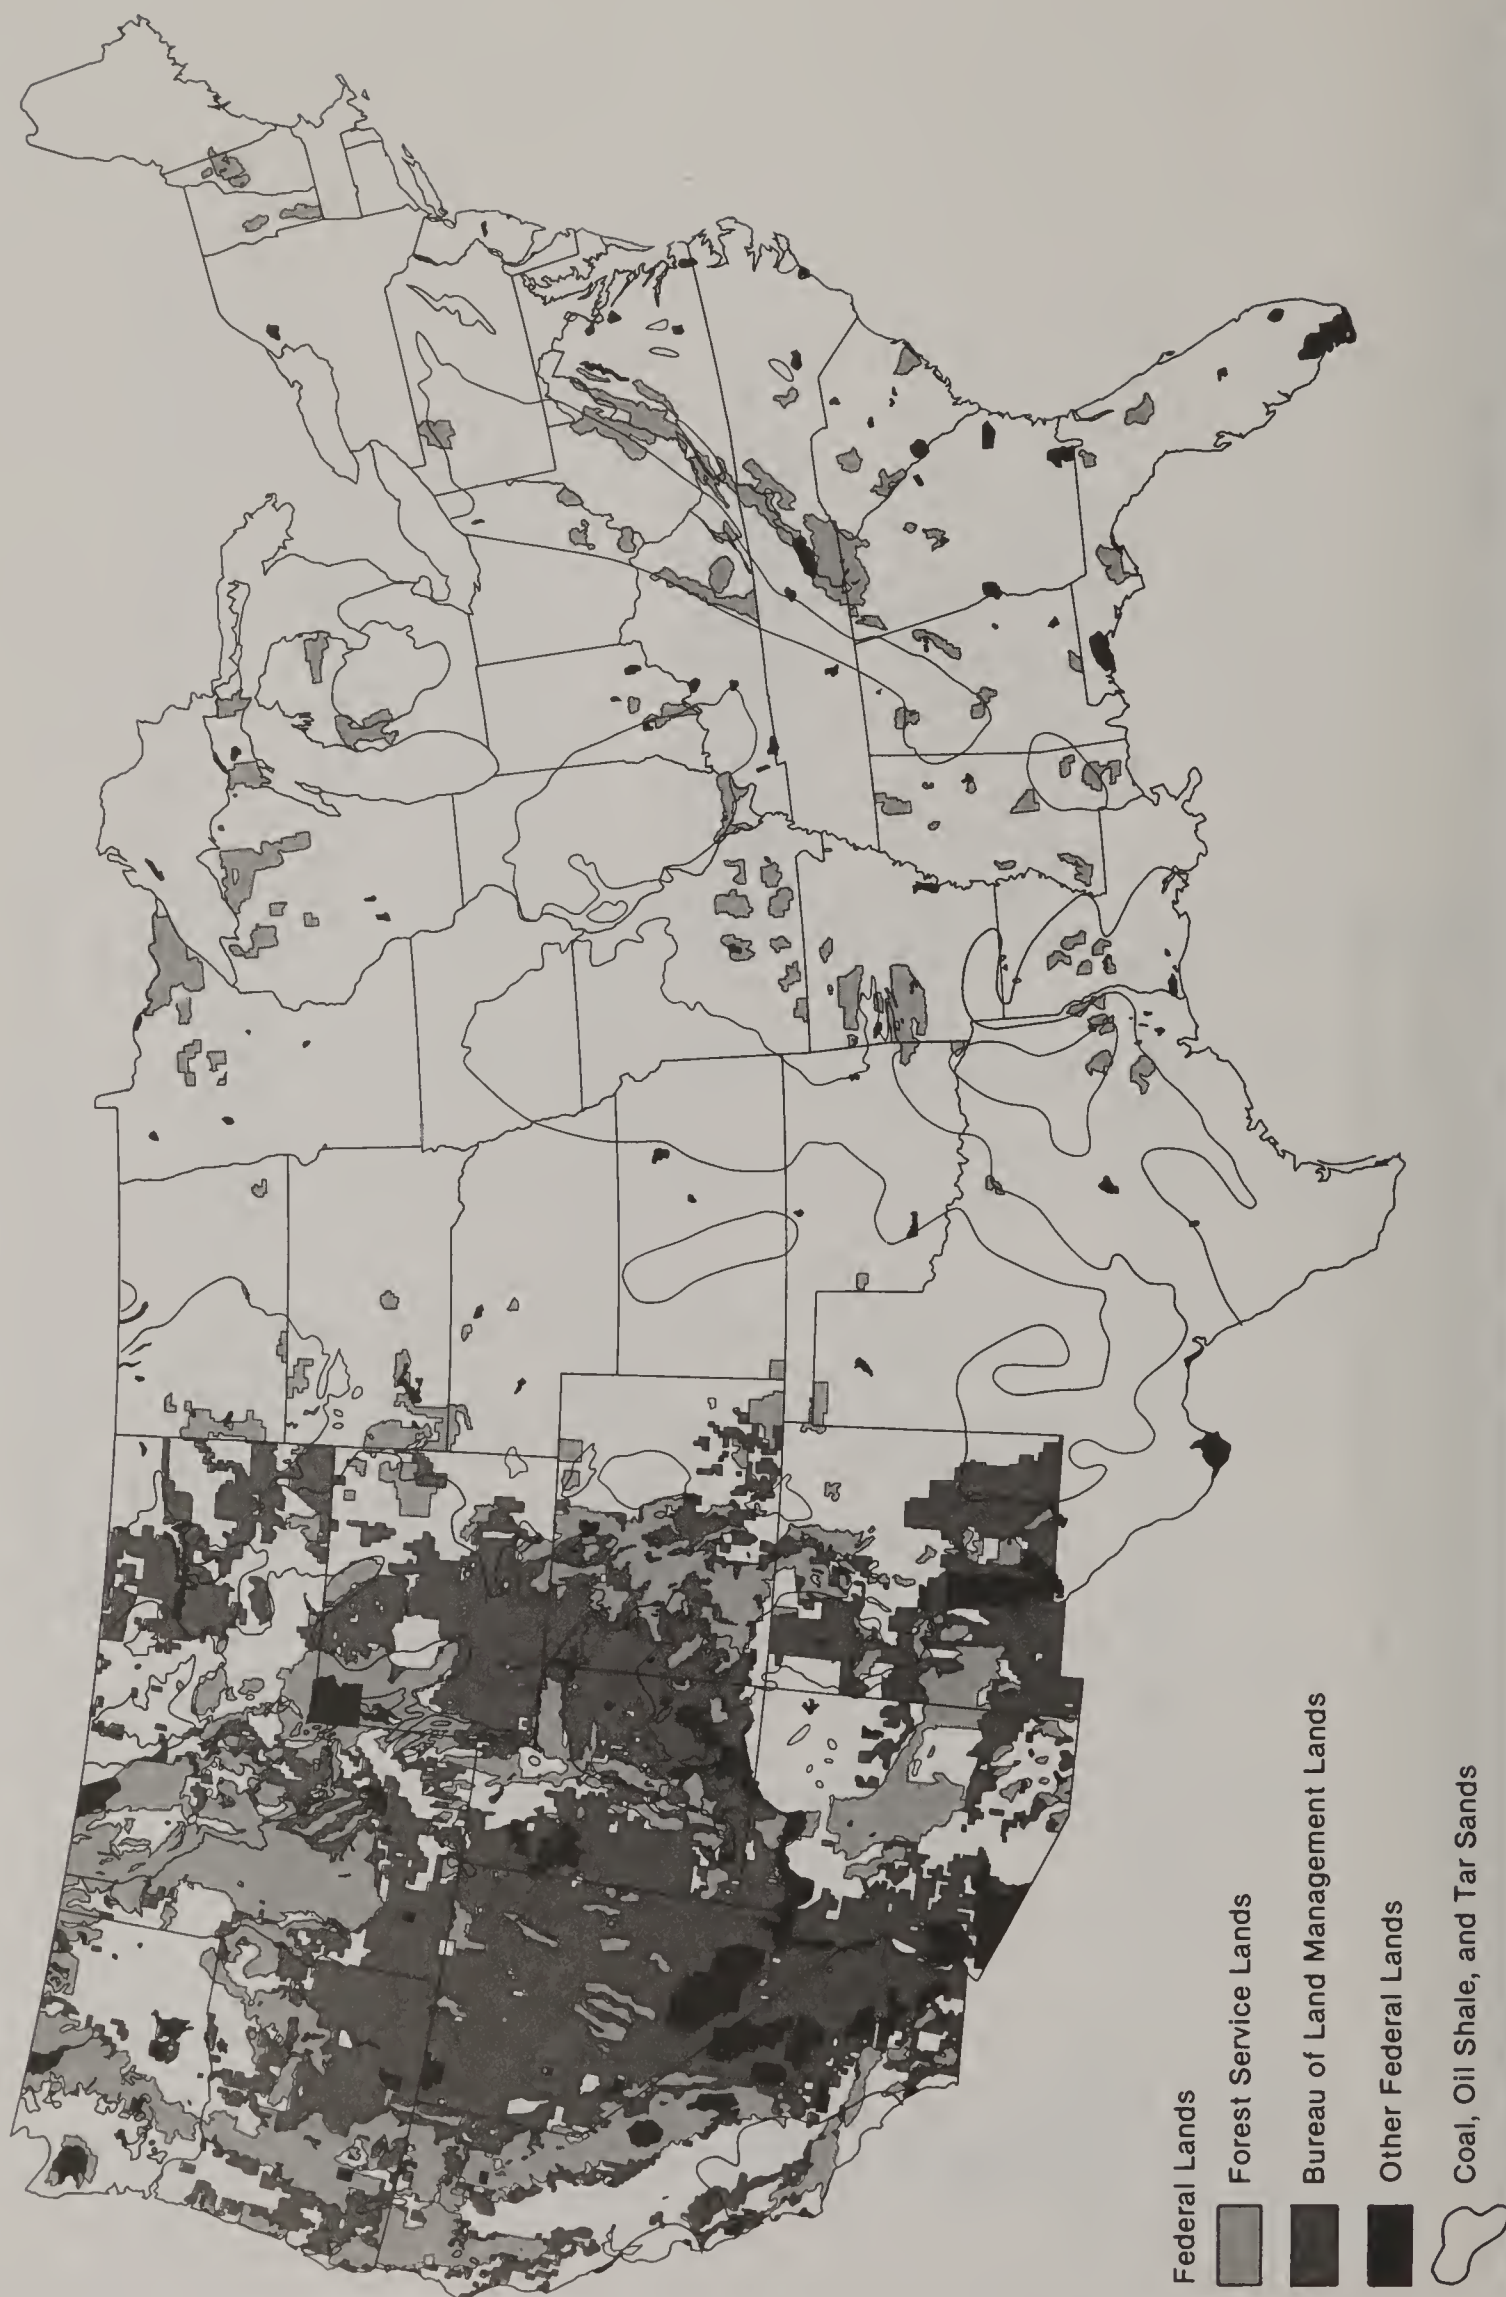 Federal Lands
Forest Service Lands
Bureau of Land Management Lands
Other Federal Lands
Coal, Oil Shale, and Tar Sands